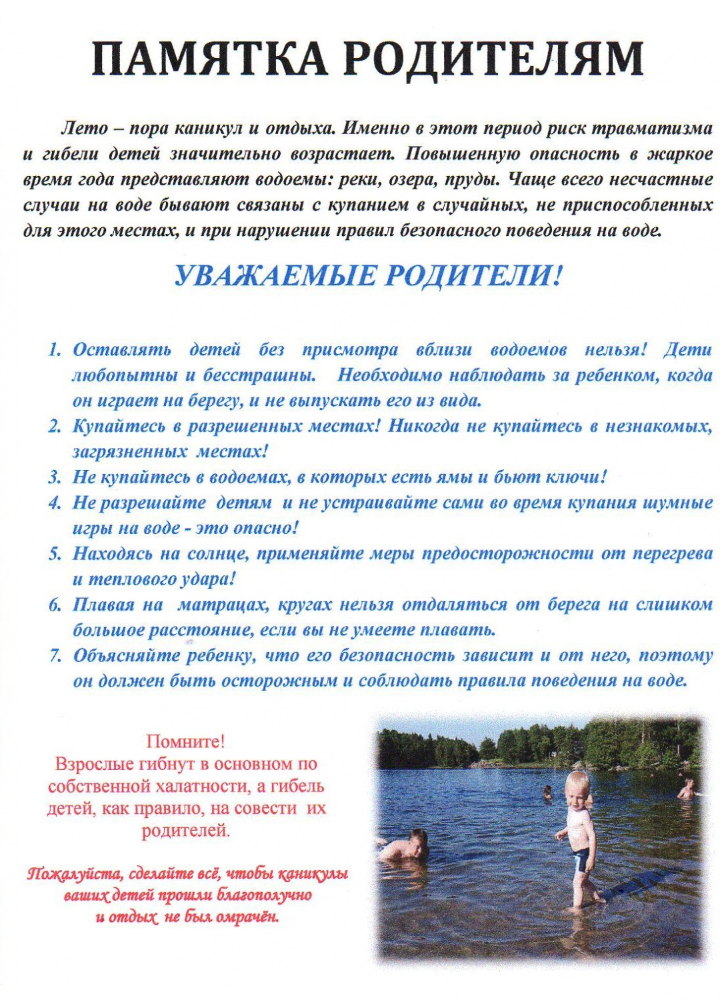 ПАМЯТКА РОДИТЕЛЯМ
Лето – пора каникул и отдыха. Именно в этот период риск травматизма
и гибели детей значительно возрастает. Повышенную опасность в жаркое
время года представляют водоемы: реки, озера, пруды. Чаще всего несчастные
случаи на воде бывают связаны с купанием в случайных, не приспособленных
для этого местах, и при нарушении правил безопасного поведения на воде.
УВАЖАЕМЫЕ РОДИТЕЛИ!
1. Оставлять детей без присмотра вблизи водоемов нельзя! Дети
любопытны и бесстрашны. Необходимо наблюдать за ребенком, когда
он играет на берегу, и не выпускать его из вида.
2. Купайтесь в разрешенных местах! Никогда не купайтесь в незнакомых,
загрязненных местах!
3. Не купайтесь в водоемах, в которых есть ямы и бьют ключи!
4. Не разрешайте детям и не устраивайте сами во время купания шумные
игры на воде - это опасно!
5. Находясь на солнце, применяйте меры предосторожности от перегрева
и теплового удара!
6. Плавая на матрацах, кругах нельзя отдаляться от берега на слишком
большое расстояние, если вы не умеете плавать.
7. Объясняйте ребенку, что его безопасность зависит и от него, поэтому
он должен быть осторожным и соблюдать правила поведения на воде.
Помните!
Взрослые гибнут в основном по
собственной халатности, а гибель
детей, как правило, на совести их
родителей.
Пожалуйста, сделайте всё, чтобы каникулы
ваших детей прошли благополучно
и отдых не был омрачён.